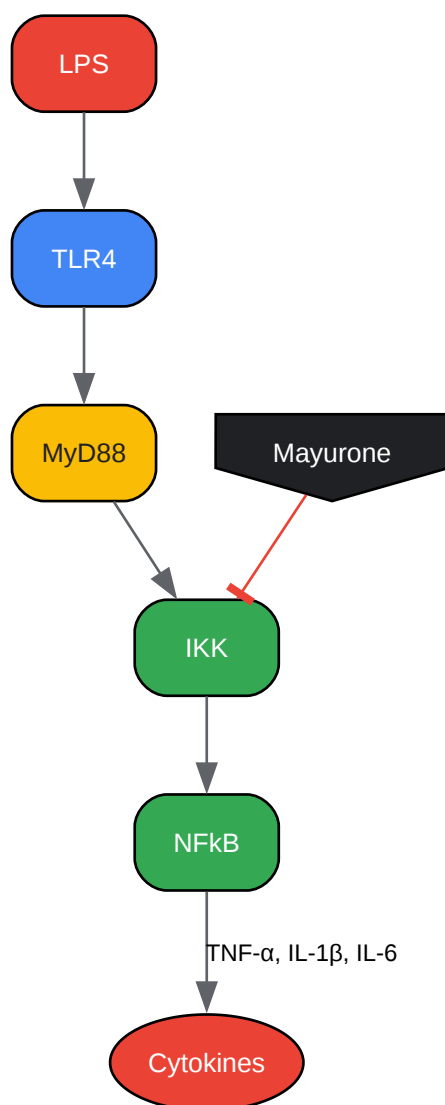 LPS
TLR4
MyD88
Mayurone
IKK
NFkB
TNF-α, IL-1β, IL-6
Cytokines